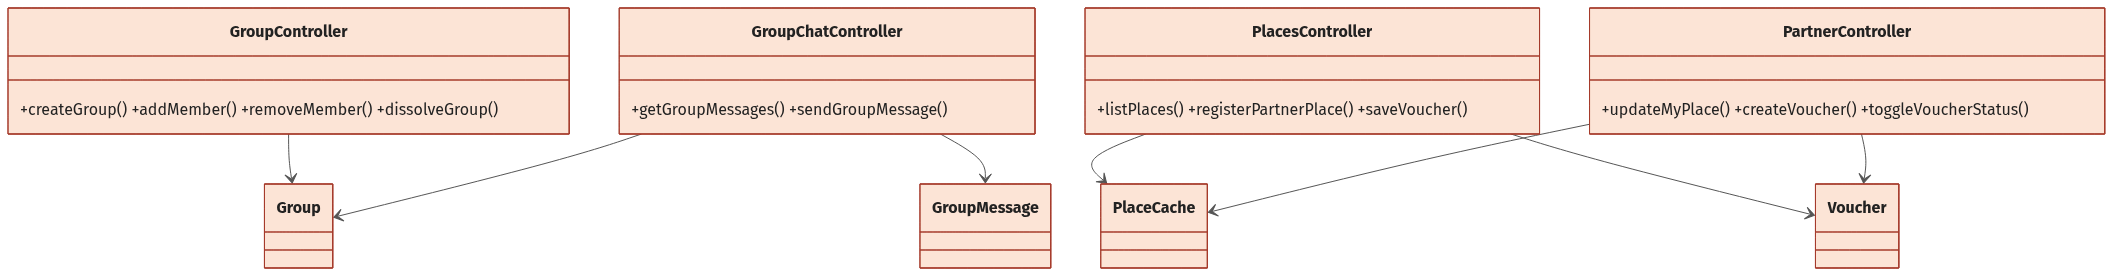 GroupController
+createGroup() +addMember() +removeMember() +dissolveGroup()
GroupChatController
+getGroupMessages() +sendGroupMessage()
PlacesController
+listPlaces() +registerPartnerPlace() +saveVoucher()
PartnerController
+updateMyPlace() +createVoucher() +toggleVoucherStatus()
Group
GroupMessage
PlaceCache
Voucher